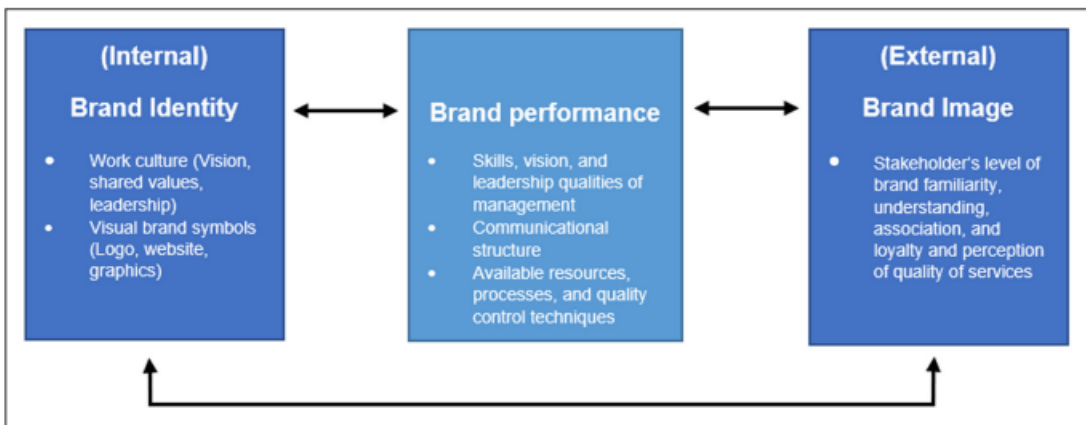 (Internal)
Brand Identity
• Work culture (Vision,
shared values,
leadership)
• Visual brand symbols
(Logo, website,
graphics)
Brand performance
• Skills, vision, and
leadership qualities of
management
• Communicational
structure
• Available resources,
processes, and quality
control techniques
(External)
Brand Image
• Stakeholder's level of
brand familiarity,
understanding,
association, and
loyalty and perception
of quality of services